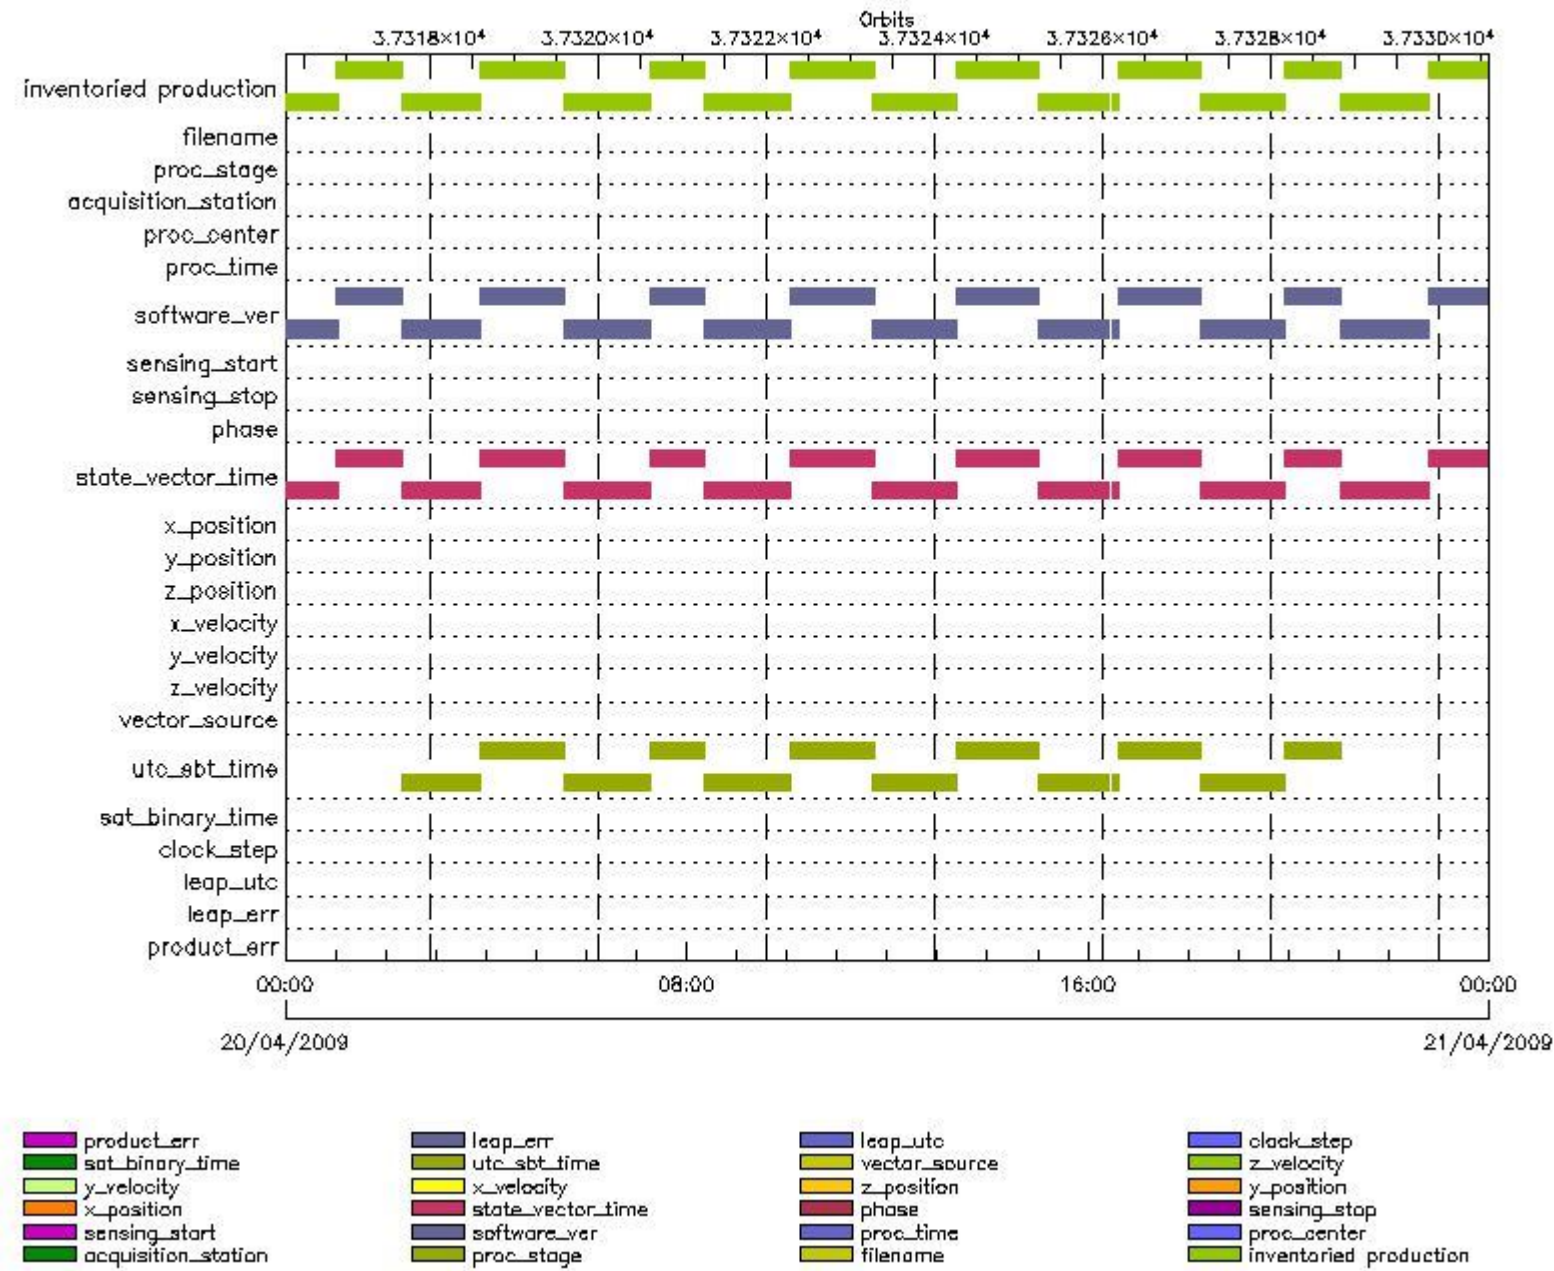 Orbits
3.7318×10⁴ 3.7320×10⁴ 3.7322×10⁴ 3.7324×10⁴ 3.7326×10⁴ 3.7328×10⁴ 3.7330×10⁴
inventoried production
filename
proc_stage
acquisition_station
proc_center
proc_time
software_ver
sensing_start
sensing_stop
phase
state_vector_time
x_position
y_position
z_position
x_velocity
y_velocity
z_velocity
vector_source
utc_sbt_time
sat_binary_time
clock_step
leap_utc
leap_err
product_err
00:00 08:00 16:00 00:00
20/04/2009 21/04/2009
product_err leap_err leap_utc clock_step
sat_binary_time utc_sbt_time vector_source z_velocity
y_velocity x_velocity z_position y_position
x_position state_vector_time phase sensing_stop
sensing_start software_ver proc_time proc_center
acquisition_station proc_stage filename inventoried production